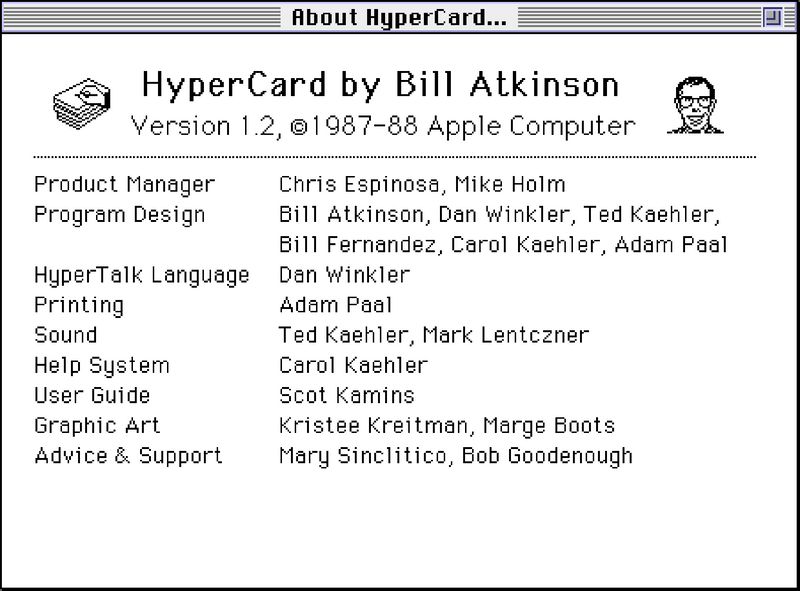 About HyperCard...
HyperCard by Bill Atkinson
Version 1.2, ©1987-88 Apple Computer
Product Manager Chris Espinosa, Mike Holm
Program Design Bill Atkinson, Dan Winkler, Ted Kaehler,
Bill Fernandez, Carol Kaehler, Adam Paal
HyperTalk Language Dan Winkler
Printing Adam Paal
Sound Ted Kaehler, Mark Lentczner
Help System Carol Kaehler
User Guide Scot Kamins
Graphic Art Kristee Kreitman, Marge Boots
Advice & Support Mary Sinclitico, Bob Goodenough